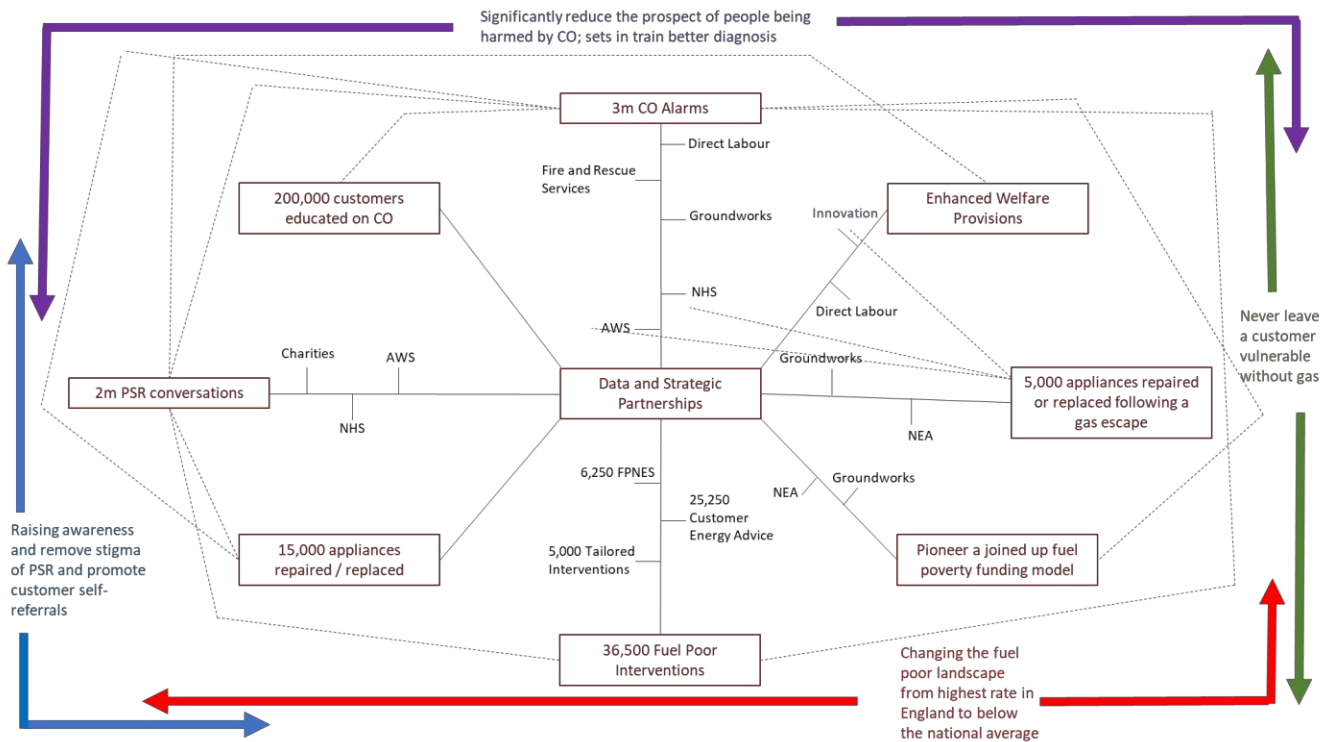 Significantly reduce the prospect of people being
harmed by CO; sets in train better diagnosis
3m CO Alarms
Direct Labour
Fire and Rescue
Services
200,000 customers
educated on CO
Groundworks
Innovation
Enhanced Welfare
Provisions
NHS
Direct Labour
AWS
Never leave
a customer
vulnerable
without gas
Charities
AWS
Groundworks
2m PSR conversations
NHS
Data and Strategic
Partnerships
5,000 appliances repaired
or replaced following a
gas escape
NEA
6,250 FPNES
NEA
Groundworks
25,250
Customer
Energy Advice
Raising awareness
and remove stigma
of PSR and promote
customer self-
referrals
15,000 appliances
repaired / replaced
5,000 Tailored
Interventions
Pioneer a joined up fuel
poverty funding model
36,500 Fuel Poor
Interventions
Changing the fuel
poor landscape
from highest rate in
England to below
the national average